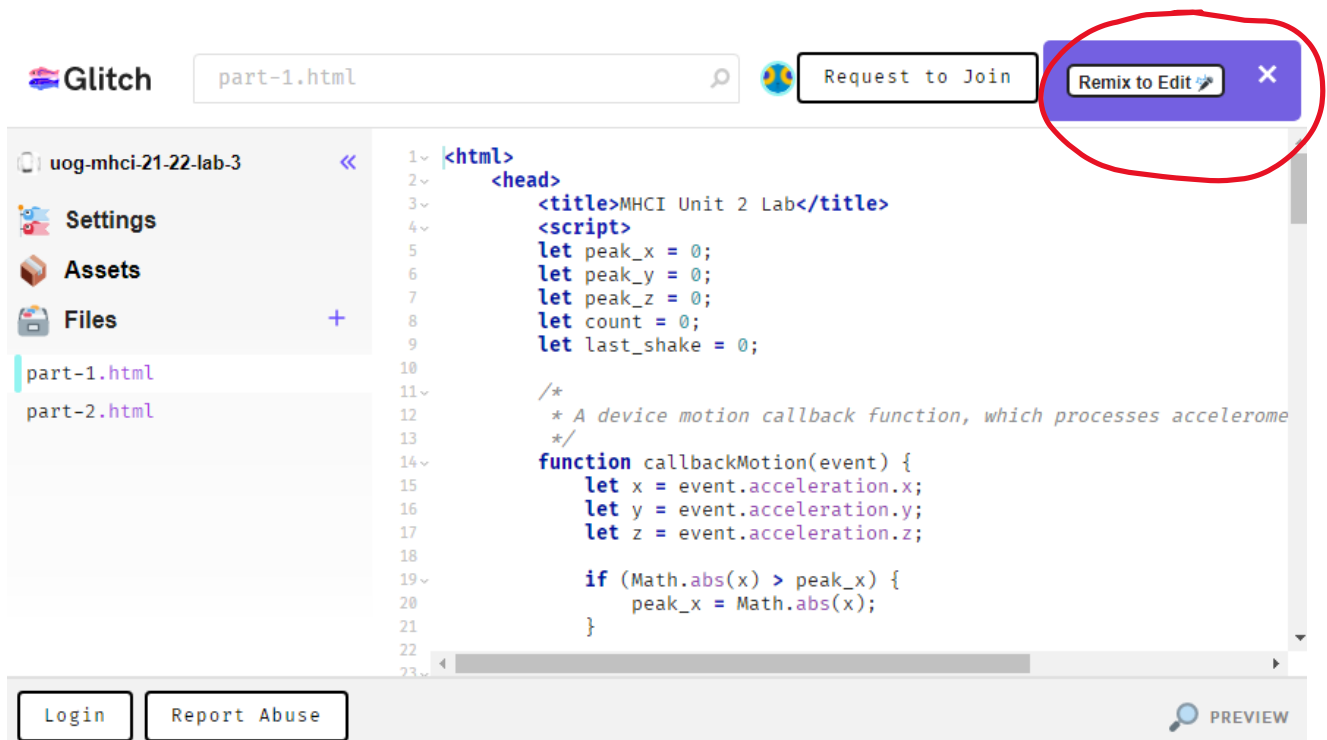 Glitch part-1.html Request to Join Remix to Edit ×
uog-mhci-21-22-lab-3 «
Settings
Assets
Files +
part-1.html
part-2.html
1 <html>
2 <head>
3 <title>MHCI Unit 2 Lab</title>
4 <script>
5 let peak_x = 0;
6 let peak_y = 0;
7 let peak_z = 0;
8 let count = 0;
9 let last_shake = 0;
10
11 /*
12 * A device motion callback function, which processes accelerome
13 */
14 function callbackMotion(event) {
15 let x = event.acceleration.x;
16 let y = event.acceleration.y;
17 let z = event.acceleration.z;
18
19 if (Math.abs(x) > peak_x) {
20 peak_x = Math.abs(x);
21 }
22
23
Login Report Abuse PREVIEW